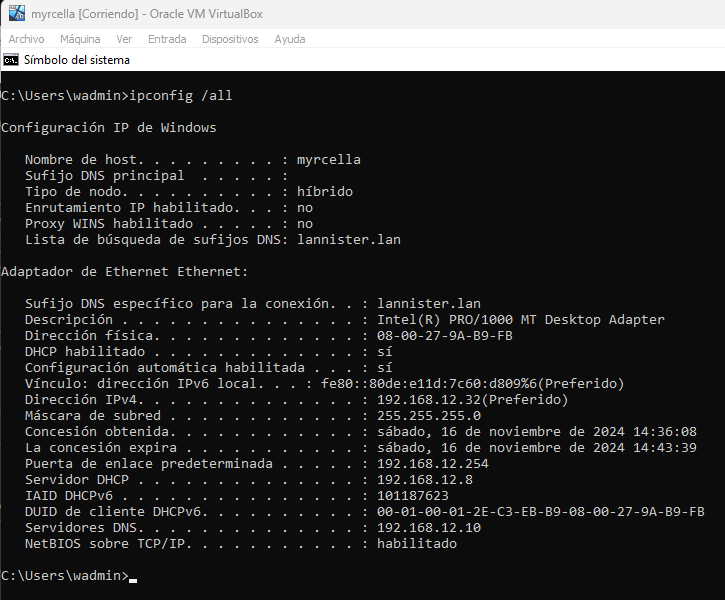 myrcella [Corriendo] - Oracle VM VirtualBox
Archivo Máquina Ver Entrada Dispositivos Ayuda
Símbolo del sistema
C:\Users\wadmin>ipconfig /all
Configuración IP de Windows
Nombre de host. . . . . . . . . : myrcella
Sufijo DNS principal  . . . . . :
Tipo de nodo. . . . . . . . . . : híbrido
Enrutamiento IP habilitado. . . : no
Proxy WINS habilitado . . . . . : no
Lista de búsqueda de sufijos DNS: lannister.lan
Adaptador de Ethernet Ethernet:
Sufijo DNS específico para la conexión. . : lannister.lan
Descripción . . . . . . . . . . . . . . . : Intel(R) PRO/1000 MT Desktop Adapter
Dirección física. . . . . . . . . . . . . : 08-00-27-9A-B9-FB
DHCP habilitado . . . . . . . . . . . . . : sí
Configuración automática habilitada . . . : sí
Vínculo: dirección IPv6 local. . . : fe80::80de:e11d:7c60:d809%6(Preferido)
Dirección IPv4. . . . . . . . . . . . . . : 192.168.12.32(Preferido)
Máscara de subred . . . . . . . . . . . . : 255.255.255.0
Concesión obtenida. . . . . . . . . . . . : sábado, 16 de noviembre de 2024 14:36:08
La concesión expira . . . . . . . . . . . : sábado, 16 de noviembre de 2024 14:43:39
Puerta de enlace predeterminada . . . . . : 192.168.12.254
Servidor DHCP . . . . . . . . . . . . . . : 192.168.12.8
IAID DHCPv6 . . . . . . . . . . . . . . . : 101187623
DUID de cliente DHCPv6. . . . . . . . . . : 00-01-00-01-2E-C3-EB-B9-08-00-27-9A-B9-FB
Servidores DNS. . . . . . . . . . . . . . : 192.168.12.10
NetBIOS sobre TCP/IP. . . . . . . . . . . : habilitado
C:\Users\wadmin>